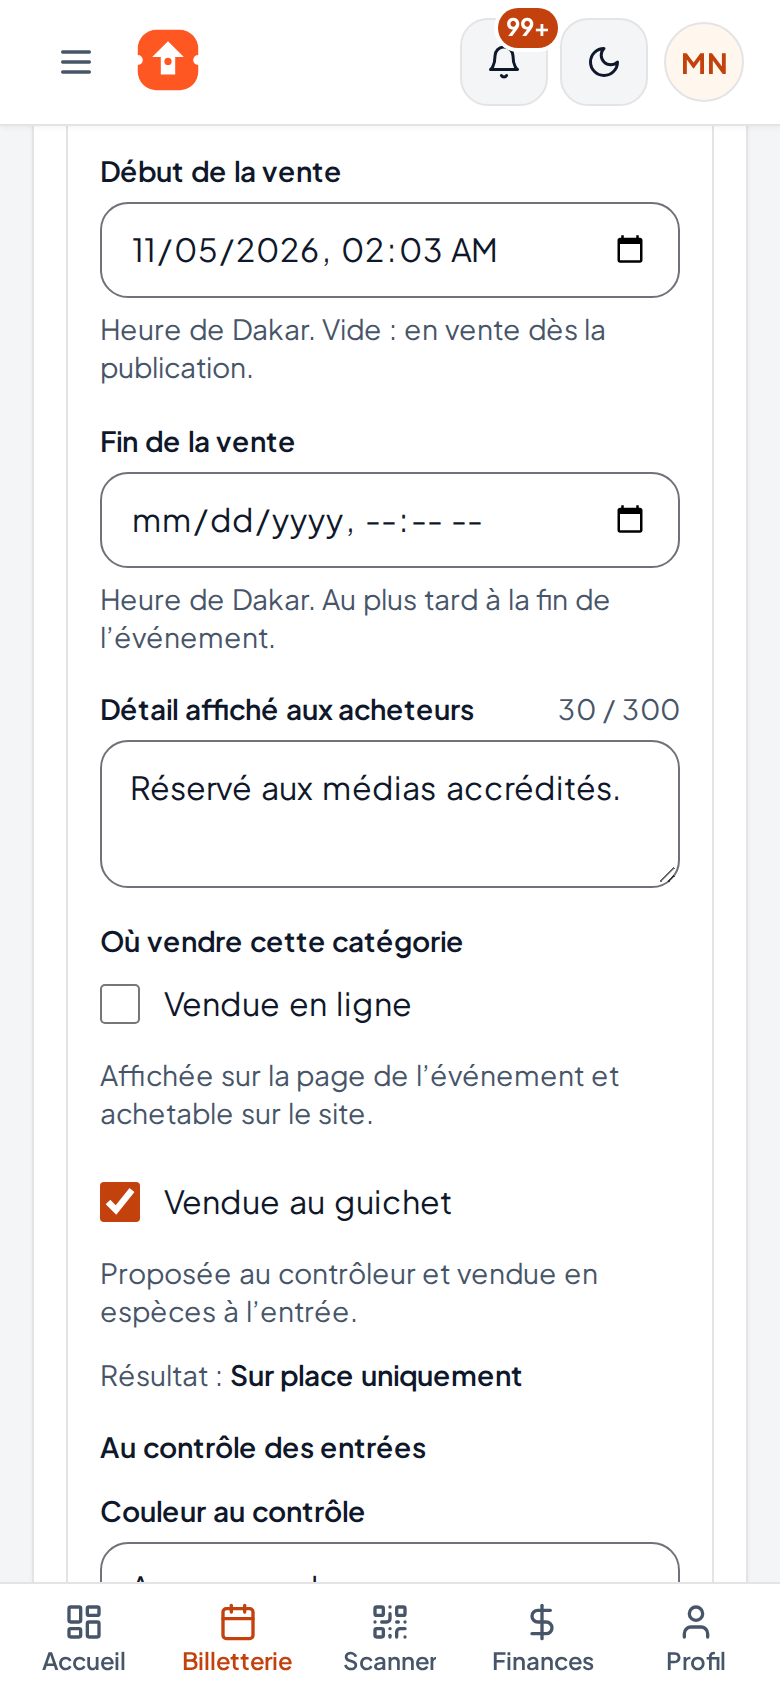 99+
MN
Début de la vente
11/05/2026, 02:03 AM
Heure de Dakar. Vide : en vente dès la
publication.
Fin de la vente
mm/dd/yyyy, --:-- --
Heure de Dakar. Au plus tard à la fin de
l’événement.
Détail affiché aux acheteurs 30 / 300
Réservé aux médias accrédités.
Où vendre cette catégorie
Vendue en ligne
Affichée sur la page de l’événement et
achetable sur le site.
Vendue au guichet
Proposée au contrôleur et vendue en
espèces à l’entrée.
Résultat : Sur place uniquement
Au contrôle des entrées
Couleur au contrôle
Accueil Billetterie Scanner Finances Profil